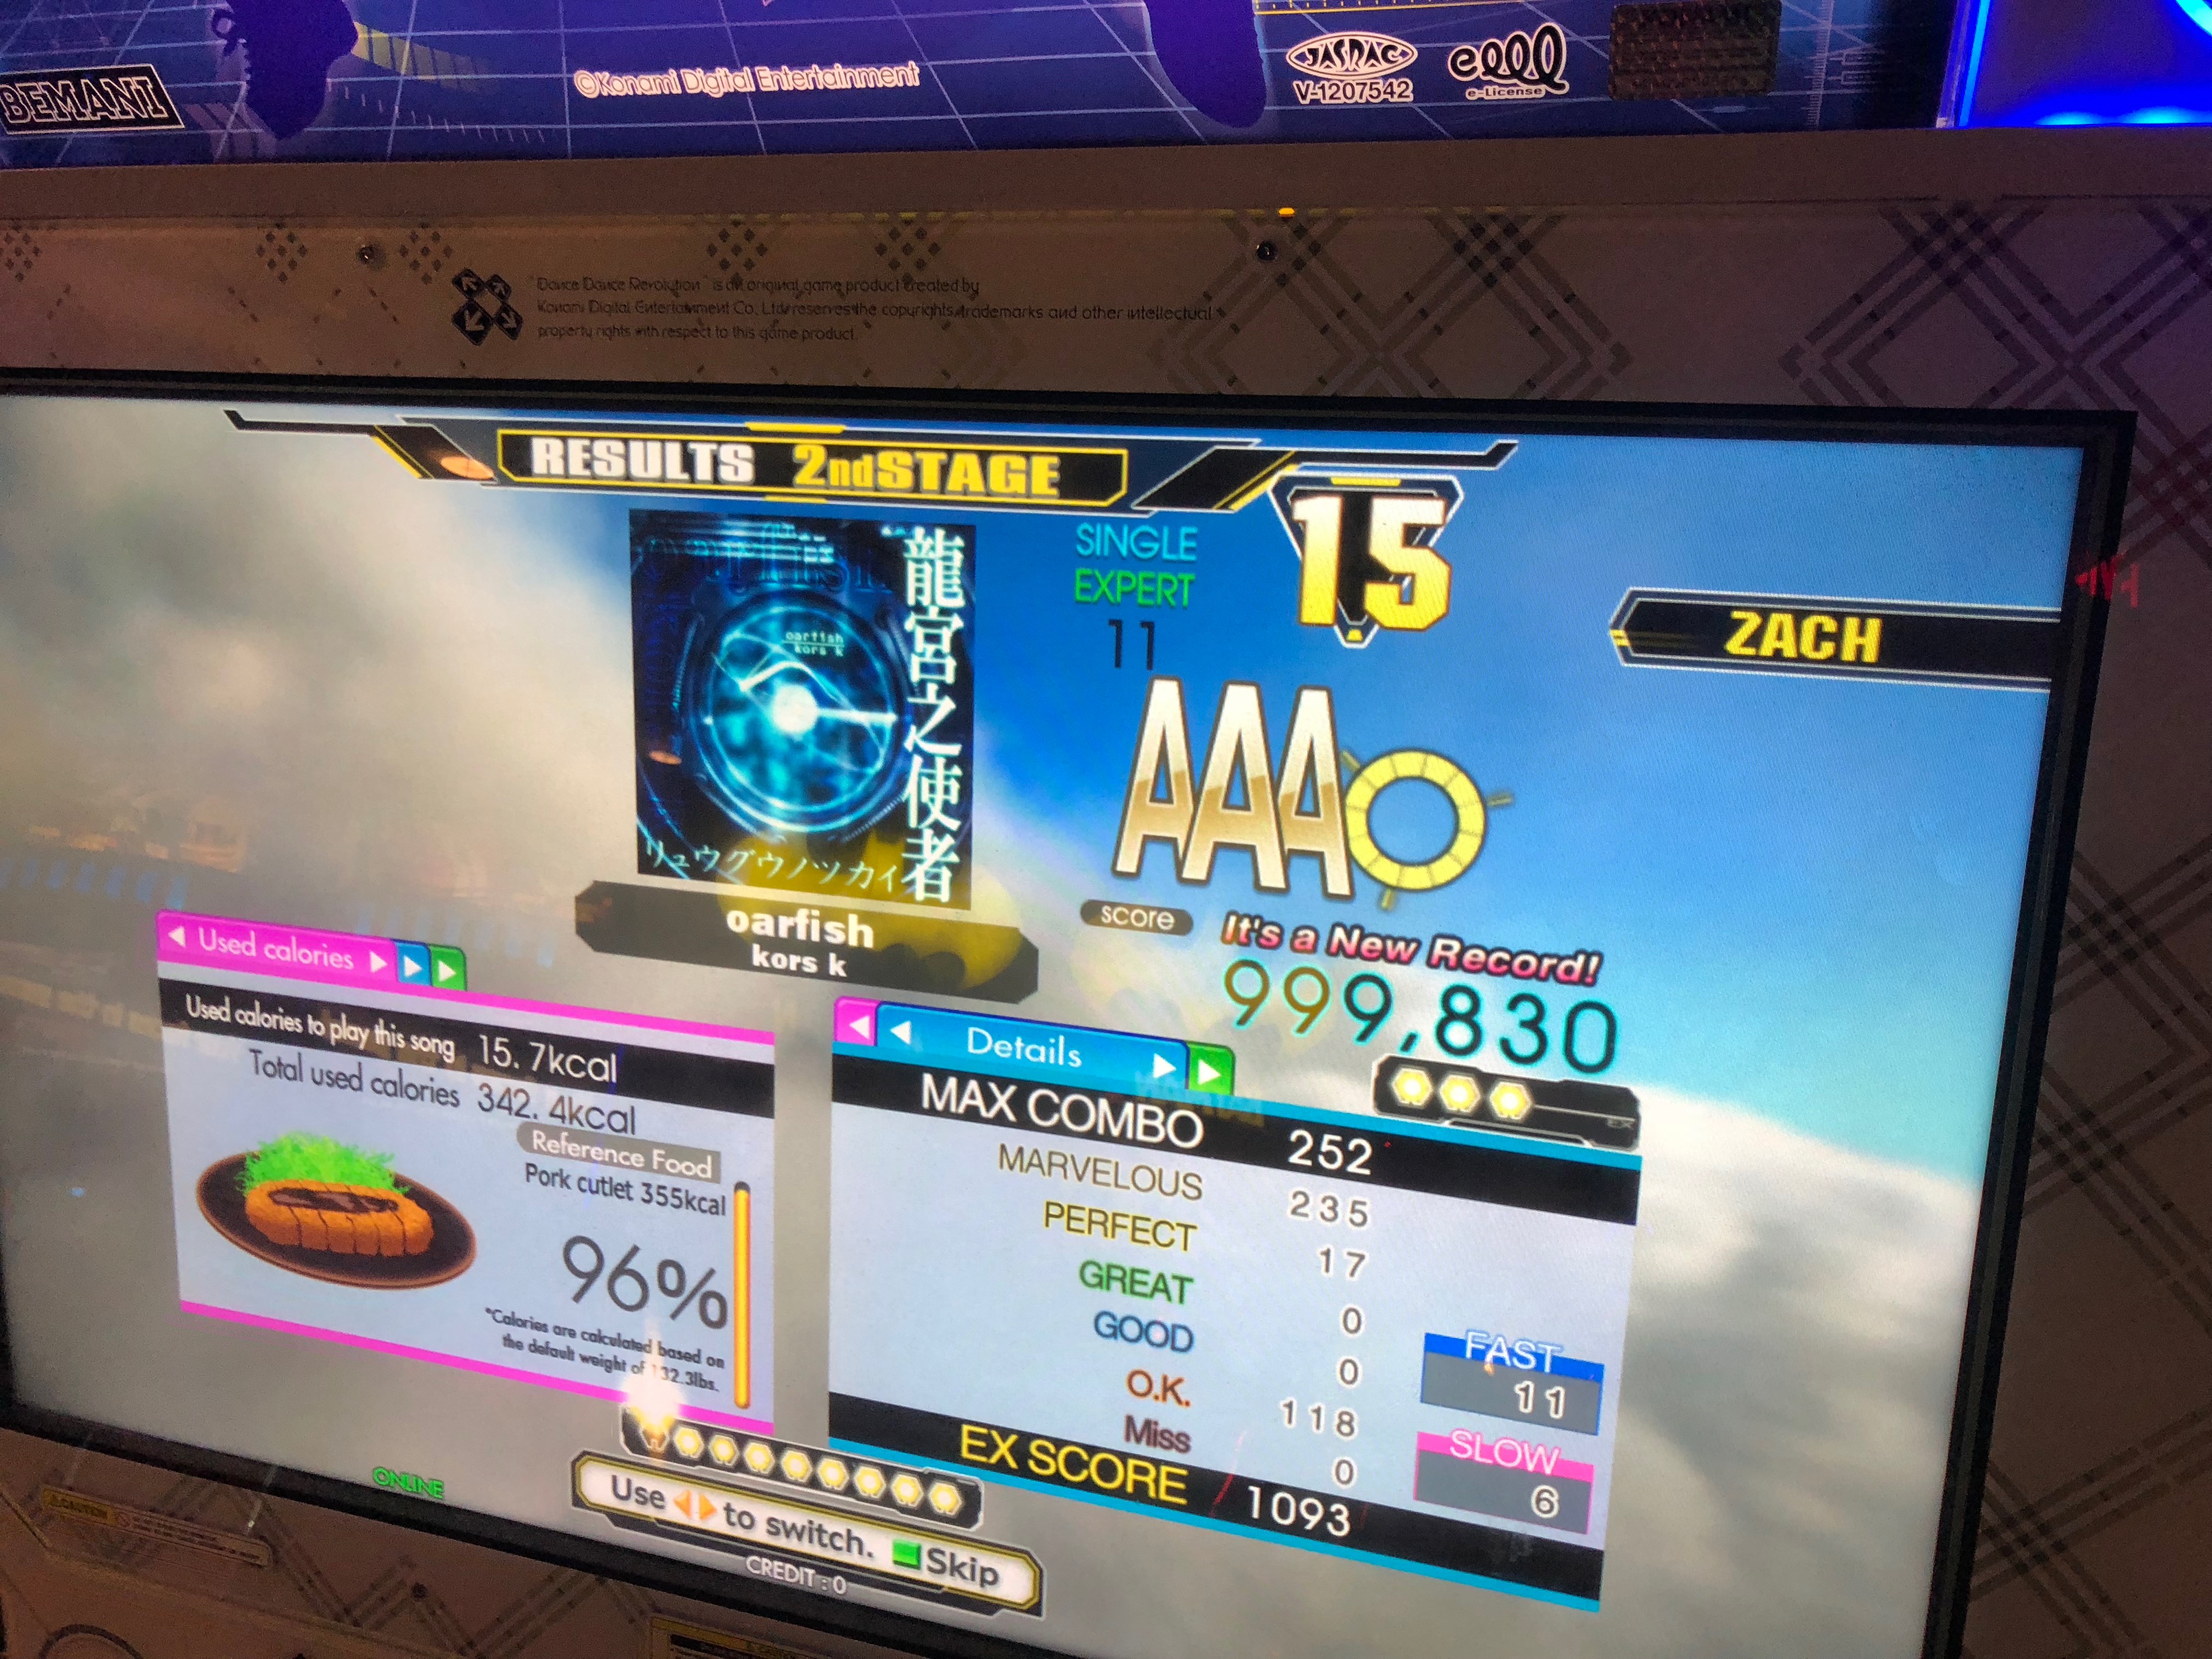 BEMANI
©Konami Digital Entertainment
JASRAC
V-1207542
e-License
"Dance Dance Revolution" is an original game product created by
Konami Digital Entertainment Co., Ltd. reserves the copyrights, trademarks and other intellectual
property rights with respect to this game product.
RESULTS 2nd STAGE
15
SINGLE
EXPERT
11
ZACH
龍宮之使者
oarfish
kors k
リュウグウノツカイ
AAA
oarfish
kors k
score
It's a New Record!
999,830
Used calories
Used calories to play this song 15.7kcal
Total used calories 342.4kcal
Reference Food
Pork cutlet 355kcal
96%
*Calories are calculated based on
the default weight of 132.3lbs.
Details
EX
MAX COMBO 252
MARVELOUS 235
PERFECT 17
GREAT 0
GOOD 0
O.K. 118
Miss 0
EX SCORE 1093
FAST
11
SLOW
6
ONLINE
Use to switch. Skip
CREDIT : 0
CAUTION